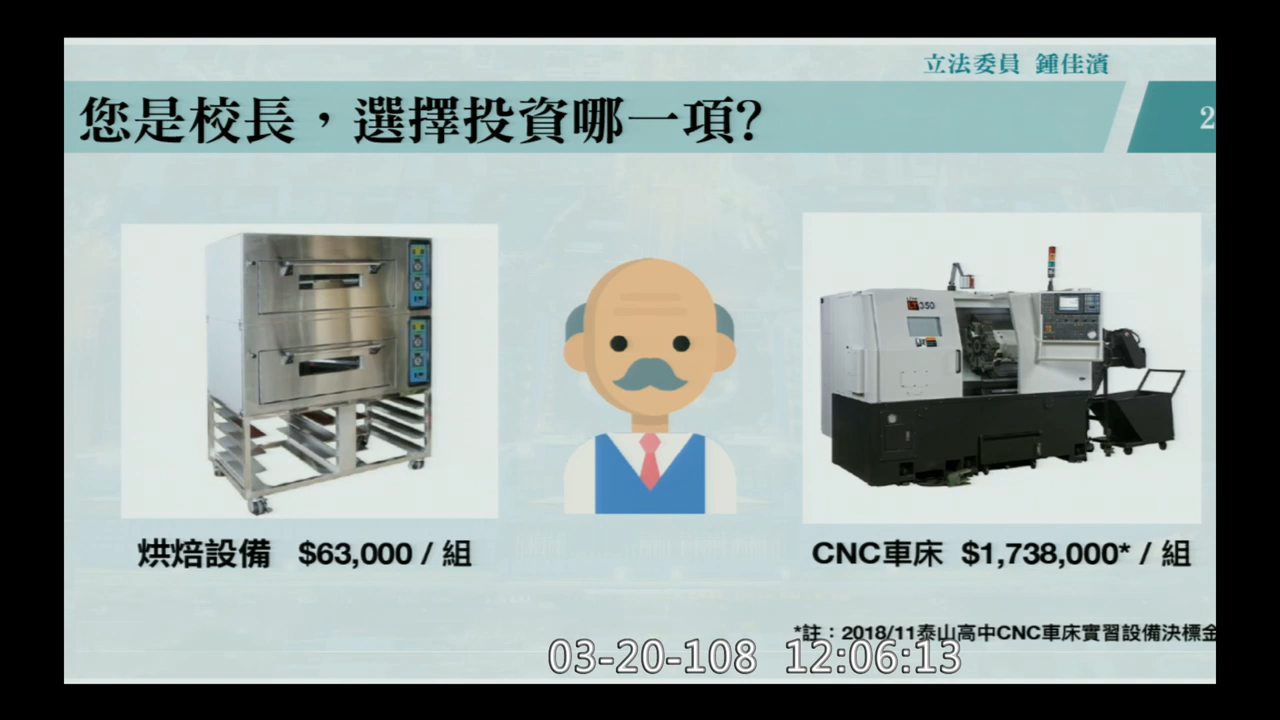 立法委員 鍾佳濱
您是校長，選擇投資哪一項?
2
LT 350
烘焙設備 $63,000 / 組
CNC車床 $1,738,000* / 組
*註：2018/11泰山高中CNC車床實習設備決標金
03-20-108 12:06:13